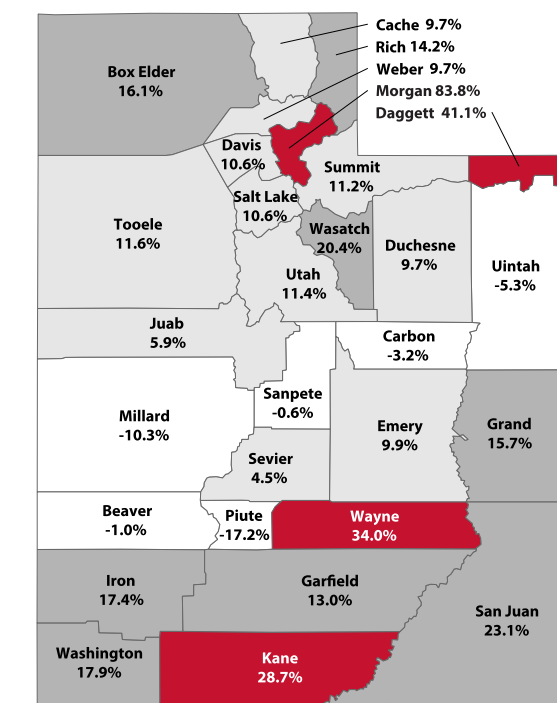 Cache 9.7%
Rich 14.2%
Weber 9.7%
Morgan 83.8%
Daggett 41.1%
Box Elder
16.1%
Davis
10.6%
Summit
11.2%
Salt Lake
10.6%
Tooele
11.6%
Wasatch
20.4%
Duchesne
9.7%
Uintah
-5.3%
Utah
11.4%
Juab
5.9%
Carbon
-3.2%
Sanpete
-0.6%
Millard
-10.3%
Emery
9.9%
Grand
15.7%
Sevier
4.5%
Beaver
-1.0%
Piute
-17.2%
Wayne
34.0%
Iron
17.4%
Garfield
13.0%
San Juan
23.1%
Washington
17.9%
Kane
28.7%